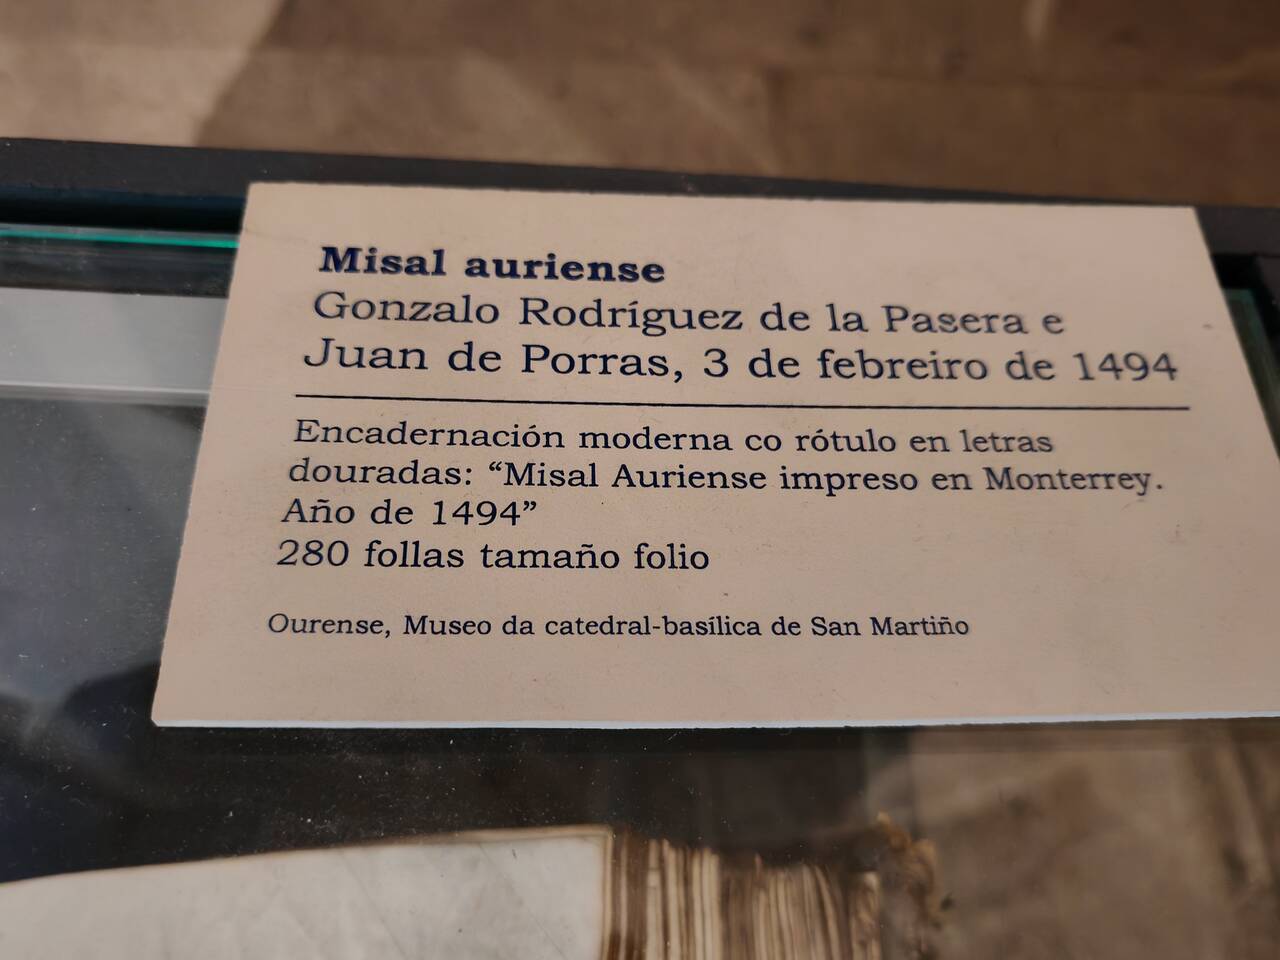 Misal auriense
Gonzalo Rodríguez de la Pasera e
Juan de Porras, 3 de febreiro de 1494
Encadernación moderna co rótulo en letras
douradas: “Misal Auriense impreso en Monterrey.
Año de 1494”
280 follas tamaño folio
Ourense, Museo da catedral-basílica de San Martiño